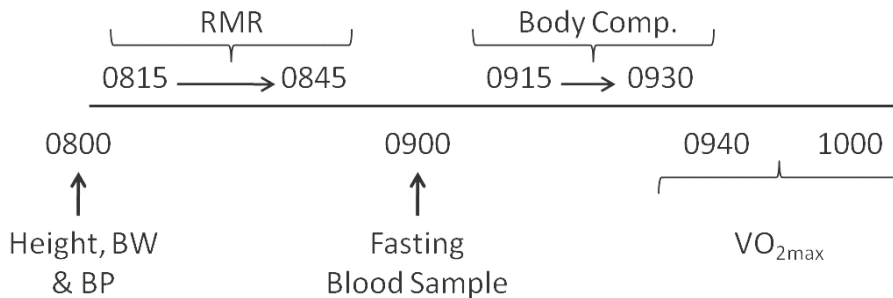 RMR Body Comp.
0815 0845 0915 0930
0800 0900 0940 1000
Height, BW Fasting VO₂max
& BP Blood Sample